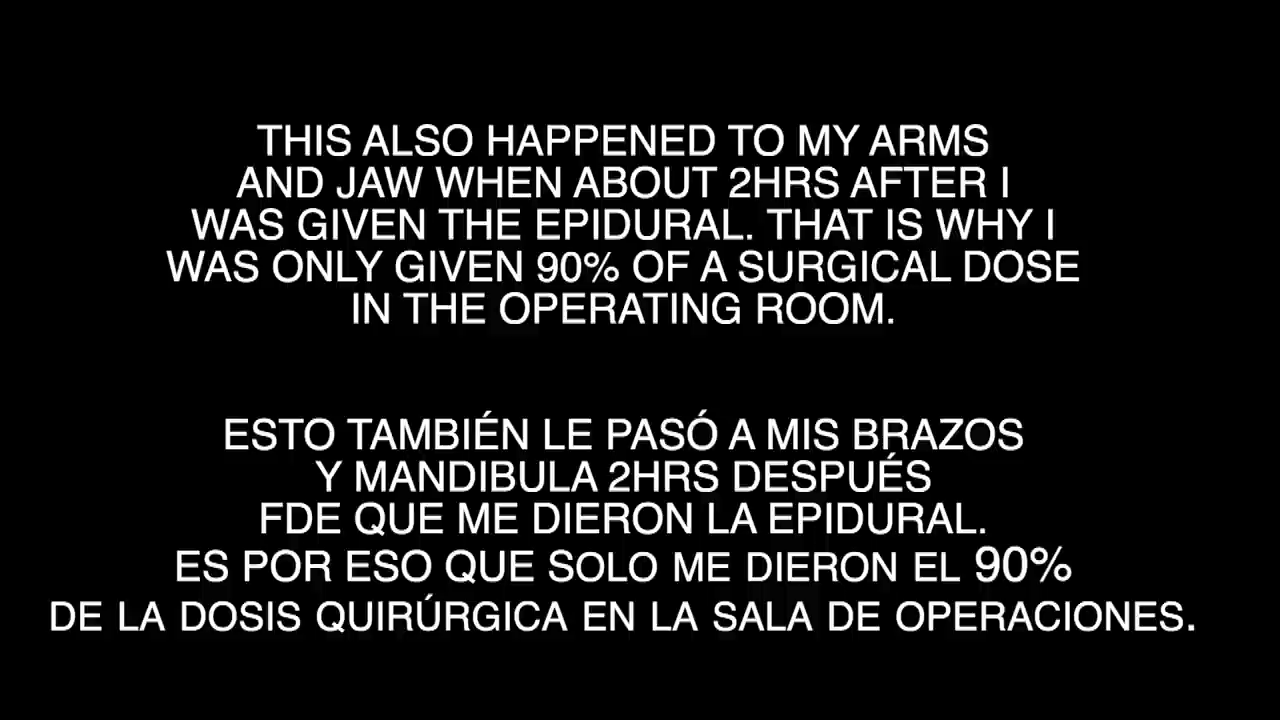 THIS ALSO HAPPENED TO MY ARMS
AND JAW WHEN ABOUT 2HRS AFTER I
WAS GIVEN THE EPIDURAL. THAT IS WHY I
WAS ONLY GIVEN 90% OF A SURGICAL DOSE
IN THE OPERATING ROOM.
ESTO TAMBIÉN LE PASÓ A MIS BRAZOS
Y MANDIBULA 2HRS DESPUÉS
FDE QUE ME DIERON LA EPIDURAL.
ES POR ESO QUE SOLO ME DIERON EL 90%
DE LA DOSIS QUIRÚRGICA EN LA SALA DE OPERACIONES.